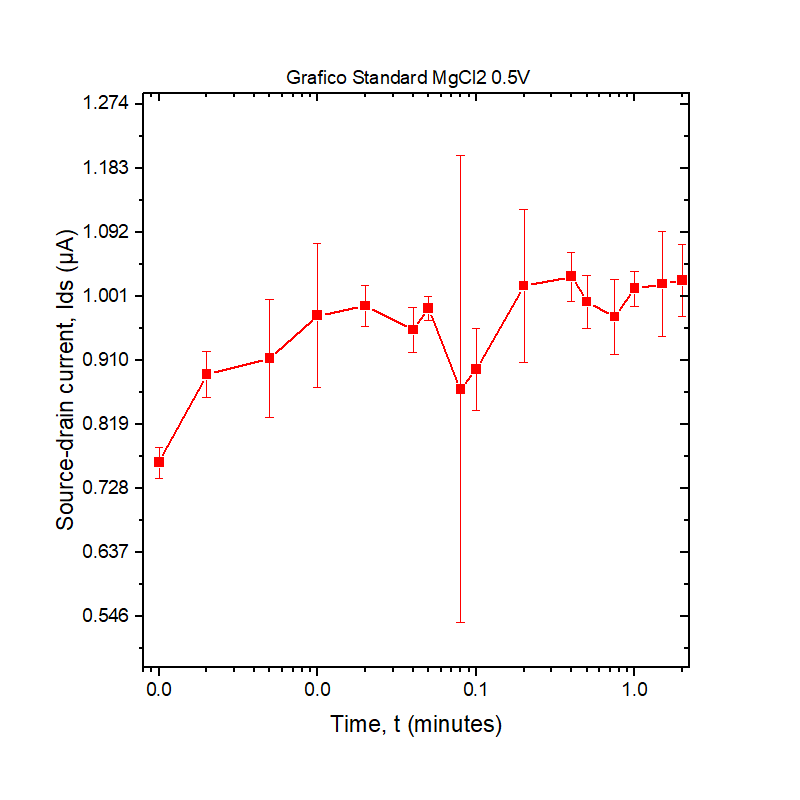 Grafico Standard MgCl2 0.5V
1.274
1.183
1.092
1.001
0.910
0.819
0.728
0.637
0.546
Source-drain current, Ids (µA)
0.0 0.0 0.1 1.0
Time, t (minutes)